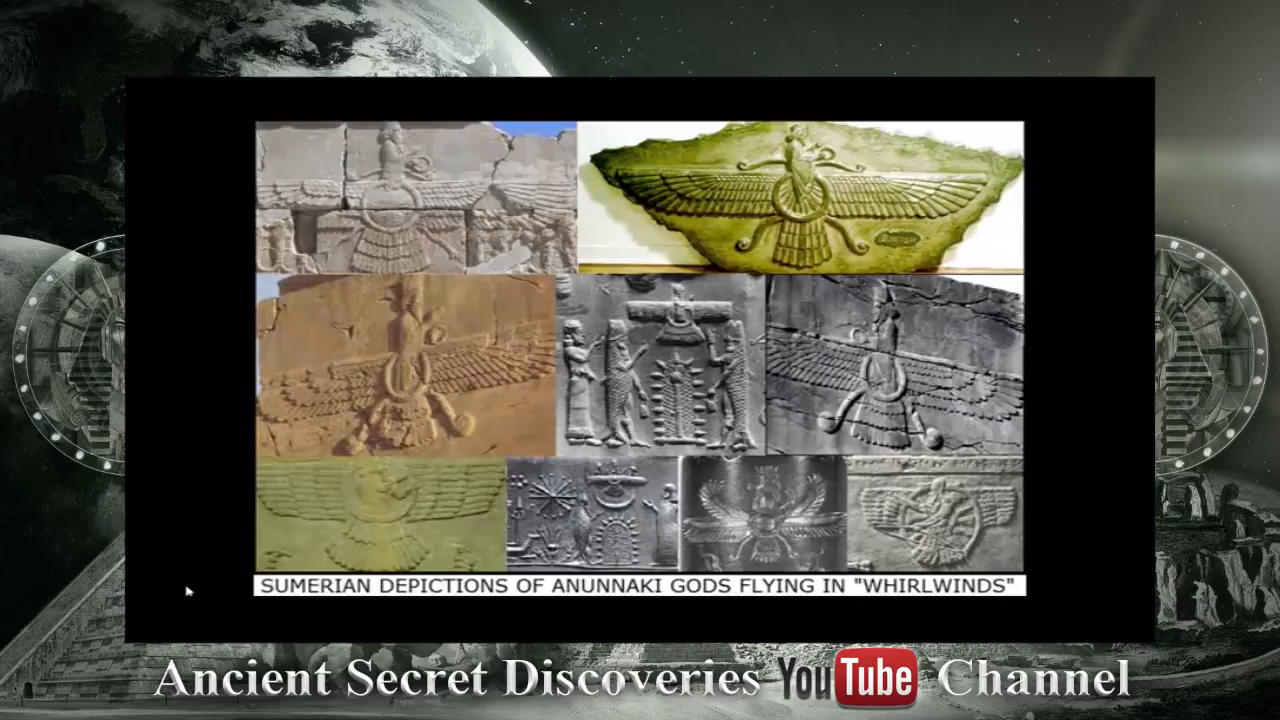 SUMERIAN DEPICTIONS OF ANUNNAKI GODS FLYING IN "WHIRLWINDS"
Ancient Secret Discoveries YouTube Channel